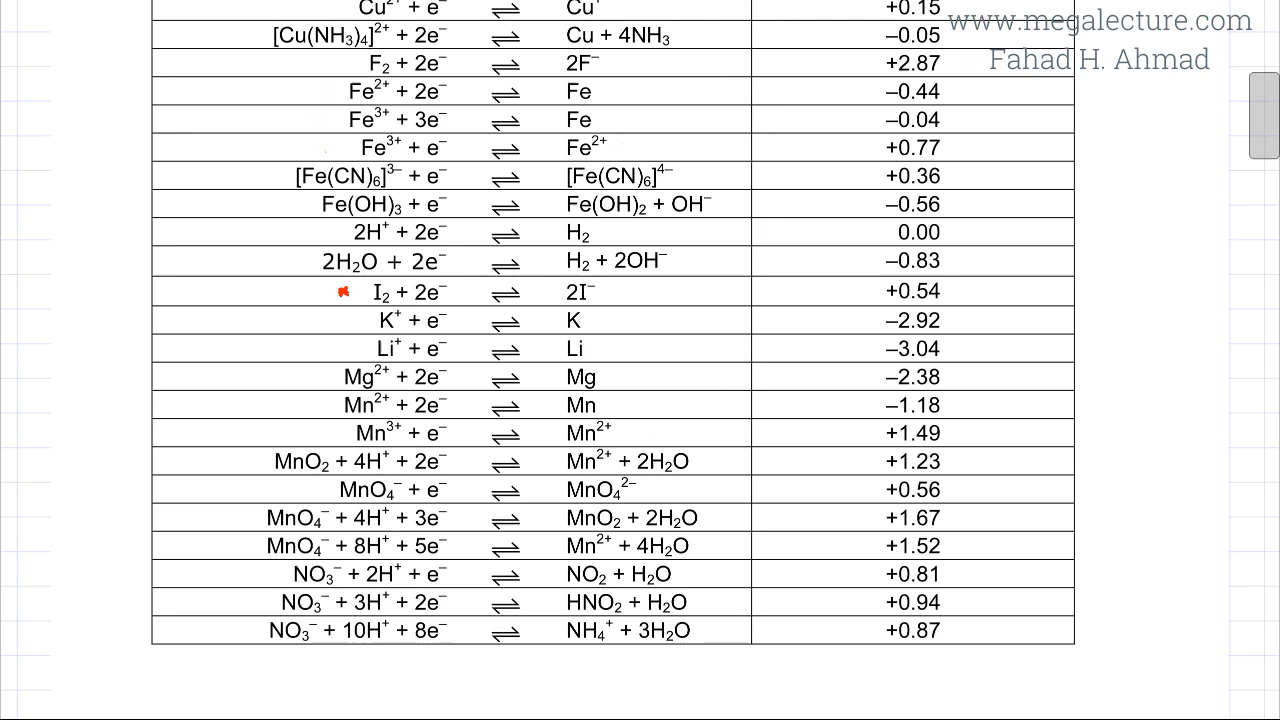 Cu²⁺ + e⁻ ⇌ Cu⁺ +0.15
www.megalecture.com
[Cu(NH₃)₄]²⁺ + 2e⁻ ⇌ Cu + 4NH₃ –0.05
Fahad H. Ahmad
F₂ + 2e⁻ ⇌ 2F⁻ +2.87
Fe²⁺ + 2e⁻ ⇌ Fe –0.44
Fe³⁺ + 3e⁻ ⇌ Fe –0.04
Fe³⁺ + e⁻ ⇌ Fe²⁺ +0.77
[Fe(CN)₆]³⁻ + e⁻ ⇌ [Fe(CN)₆]⁴⁻ +0.36
Fe(OH)₃ + e⁻ ⇌ Fe(OH)₂ + OH⁻ –0.56
2H⁺ + 2e⁻ ⇌ H₂ 0.00
2H₂O + 2e⁻ ⇌ H₂ + 2OH⁻ –0.83
I₂ + 2e⁻ ⇌ 2I⁻ +0.54
K⁺ + e⁻ ⇌ K –2.92
Li⁺ + e⁻ ⇌ Li –3.04
Mg²⁺ + 2e⁻ ⇌ Mg –2.38
Mn²⁺ + 2e⁻ ⇌ Mn –1.18
Mn³⁺ + e⁻ ⇌ Mn²⁺ +1.49
MnO₂ + 4H⁺ + 2e⁻ ⇌ Mn²⁺ + 2H₂O +1.23
MnO₄⁻ + e⁻ ⇌ MnO₄²⁻ +0.56
MnO₄⁻ + 4H⁺ + 3e⁻ ⇌ MnO₂ + 2H₂O +1.67
MnO₄⁻ + 8H⁺ + 5e⁻ ⇌ Mn²⁺ + 4H₂O +1.52
NO₃⁻ + 2H⁺ + e⁻ ⇌ NO₂ + H₂O +0.81
NO₃⁻ + 3H⁺ + 2e⁻ ⇌ HNO₂ + H₂O +0.94
NO₃⁻ + 10H⁺ + 8e⁻ ⇌ NH₄⁺ + 3H₂O +0.87